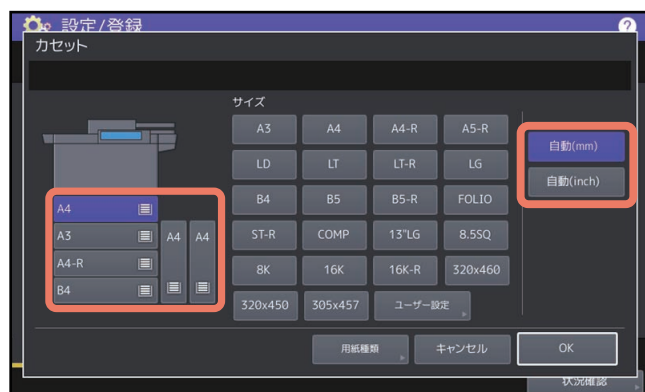 設定/登録 ?
カセット
サイズ
A3 A4 A4-R A5-R
LD LT LT-R LG
B4 B5 B5-R FOLIO
ST-R COMP 13"LG 8.5SQ
8K 16K 16K-R 320x460
320x450 305x457 ユーザー設定
自動(mm)
自動(inch)
A4
A3 A4 A4
A4-R
B4
用紙種類 キャンセル OK
状況確認